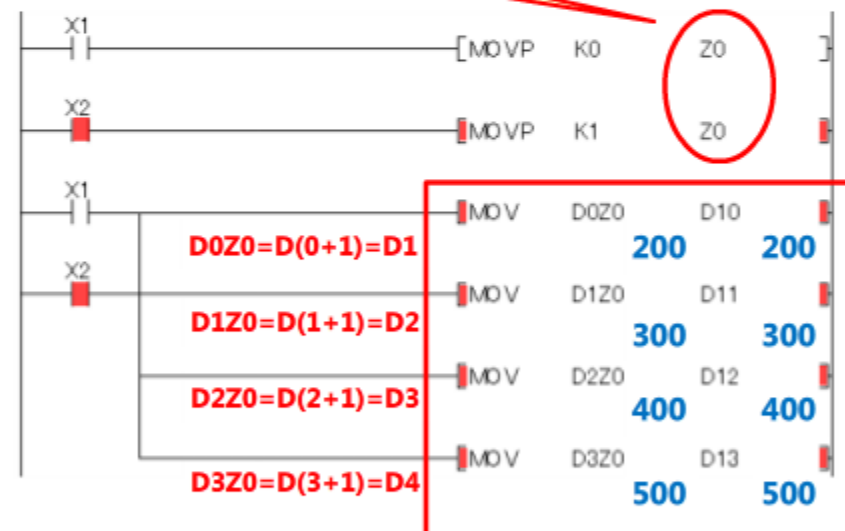 X1
[MOVP K0 Z0 ]
X2
[MOVP K1 Z0 ]
X1
[MOV D0Z0 D10 ]
D0Z0=D(0+1)=D1 200 200
X2
[MOV D1Z0 D11 ]
D1Z0=D(1+1)=D2 300 300
[MOV D2Z0 D12 ]
D2Z0=D(2+1)=D3 400 400
[MOV D3Z0 D13 ]
D3Z0=D(3+1)=D4 500 500